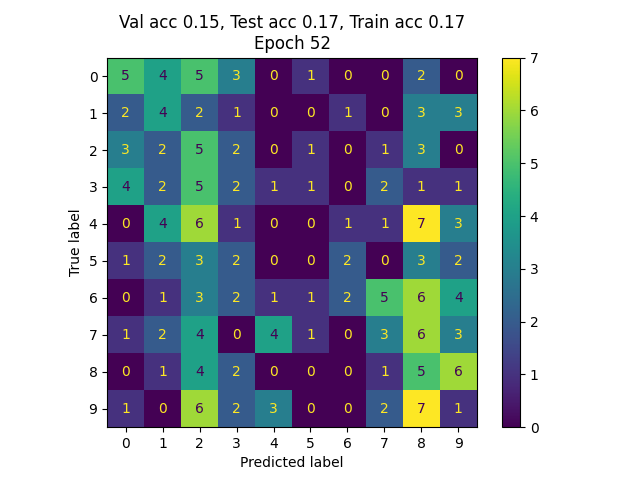 Val acc 0.15, Test acc 0.17, Train acc 0.17
Epoch 52
True label
0 5 4 5 3 0 1 0 0 2 0
1 2 4 2 1 0 0 1 0 3 3
2 3 2 5 2 0 1 0 1 3 0
3 4 2 5 2 1 1 0 2 1 1
4 0 4 6 1 0 0 1 1 7 3
5 1 2 3 2 0 0 2 0 3 2
6 0 1 3 2 1 1 2 5 6 4
7 1 2 4 0 4 1 0 3 6 3
8 0 1 4 2 0 0 0 1 5 6
9 1 0 6 2 3 0 0 2 7 1
0 1 2 3 4 5 6 7 8 9
Predicted label
7
6
5
4
3
2
1
0